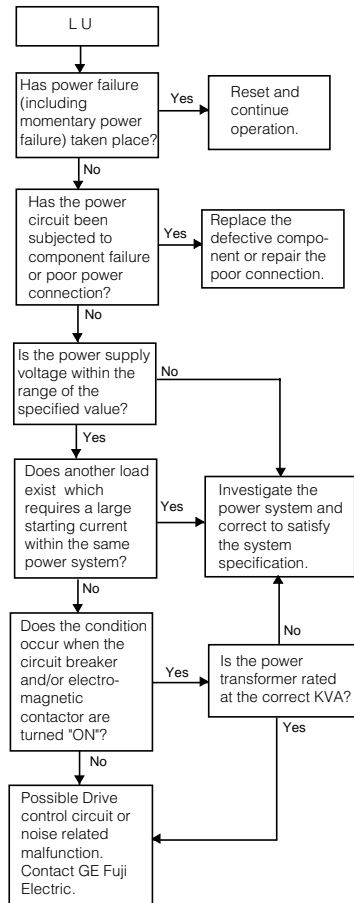 L U
Has power failure
(including
momentary power
failure) taken place?
Yes
Reset and
continue
operation.
No
Has the power
circuit been
subjected to
component failure
or poor power
connection?
Yes
Replace the
defective compo-
nent or repair the
poor connection.
No
Is the power supply
voltage within the
range of the
specified value?
No
Yes
Does another load
exist which
requires a large
starting current
within the same
power system?
Yes
Investigate the
power system and
correct to satisfy
the system
specification.
No
Does the condition
occur when the
circuit breaker
and/or electro-
magnetic
contactor are
turned "ON"?
Yes
No
Is the power
transformer rated
at the correct KVA?
Yes
No
Possible Drive
control circuit or
noise related
malfunction.
Contact GE Fuji
Electric.